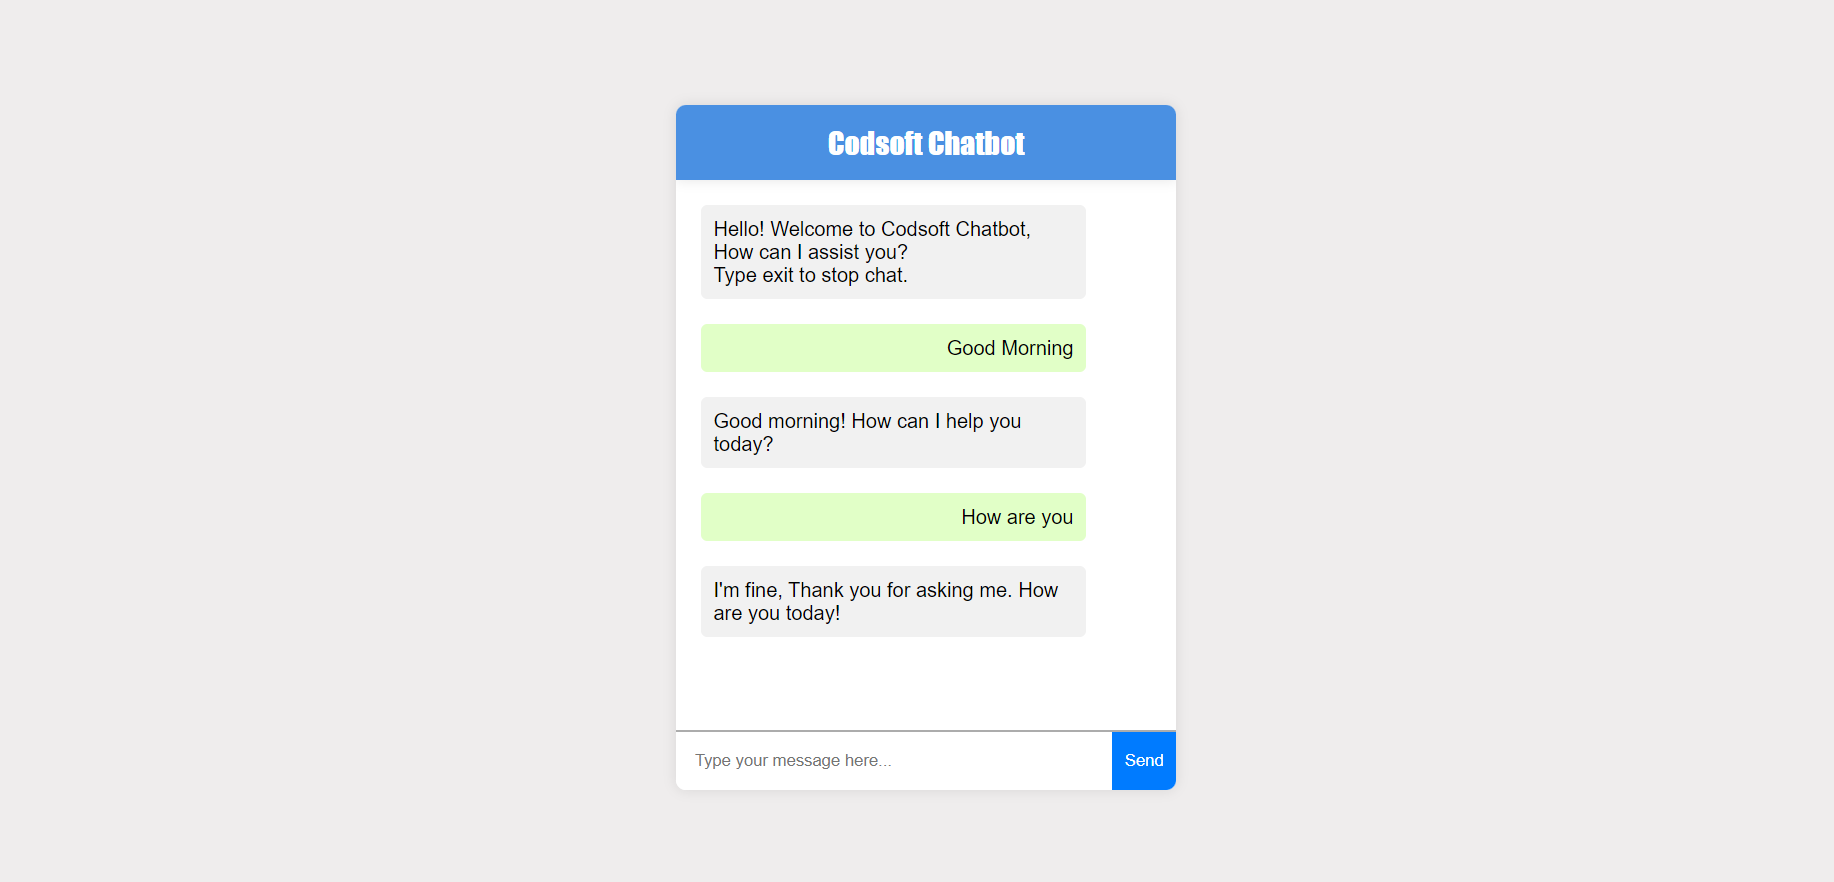 Codsoft Chatbot
Hello! Welcome to Codsoft Chatbot,
How can I assist you?
Type exit to stop chat.
Good Morning
Good morning! How can I help you
today?
How are you
I'm fine, Thank you for asking me. How
are you today!
Type your message here...
Send